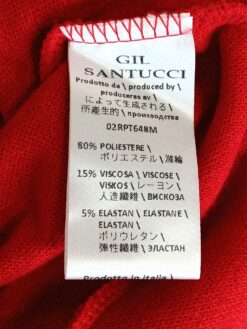 GIL
SANTUCCI
Prodotto da \ produced by \
produceras av \
によって生成される \
所產生的 \ производства
02RPT648M
80% POLIESTERE \
ポリエステル \ 滌綸
15% VISCOSA \ VISCOSE \
VISKOS \ レーヨン \
人造纖維 \ ВИСКОЗА
5% ELASTAN \ ELASTANE \
ELASTAN \
ポリウレタン \
彈性纖維 \ ЭЛАСТАН
Prodotto in Italia \